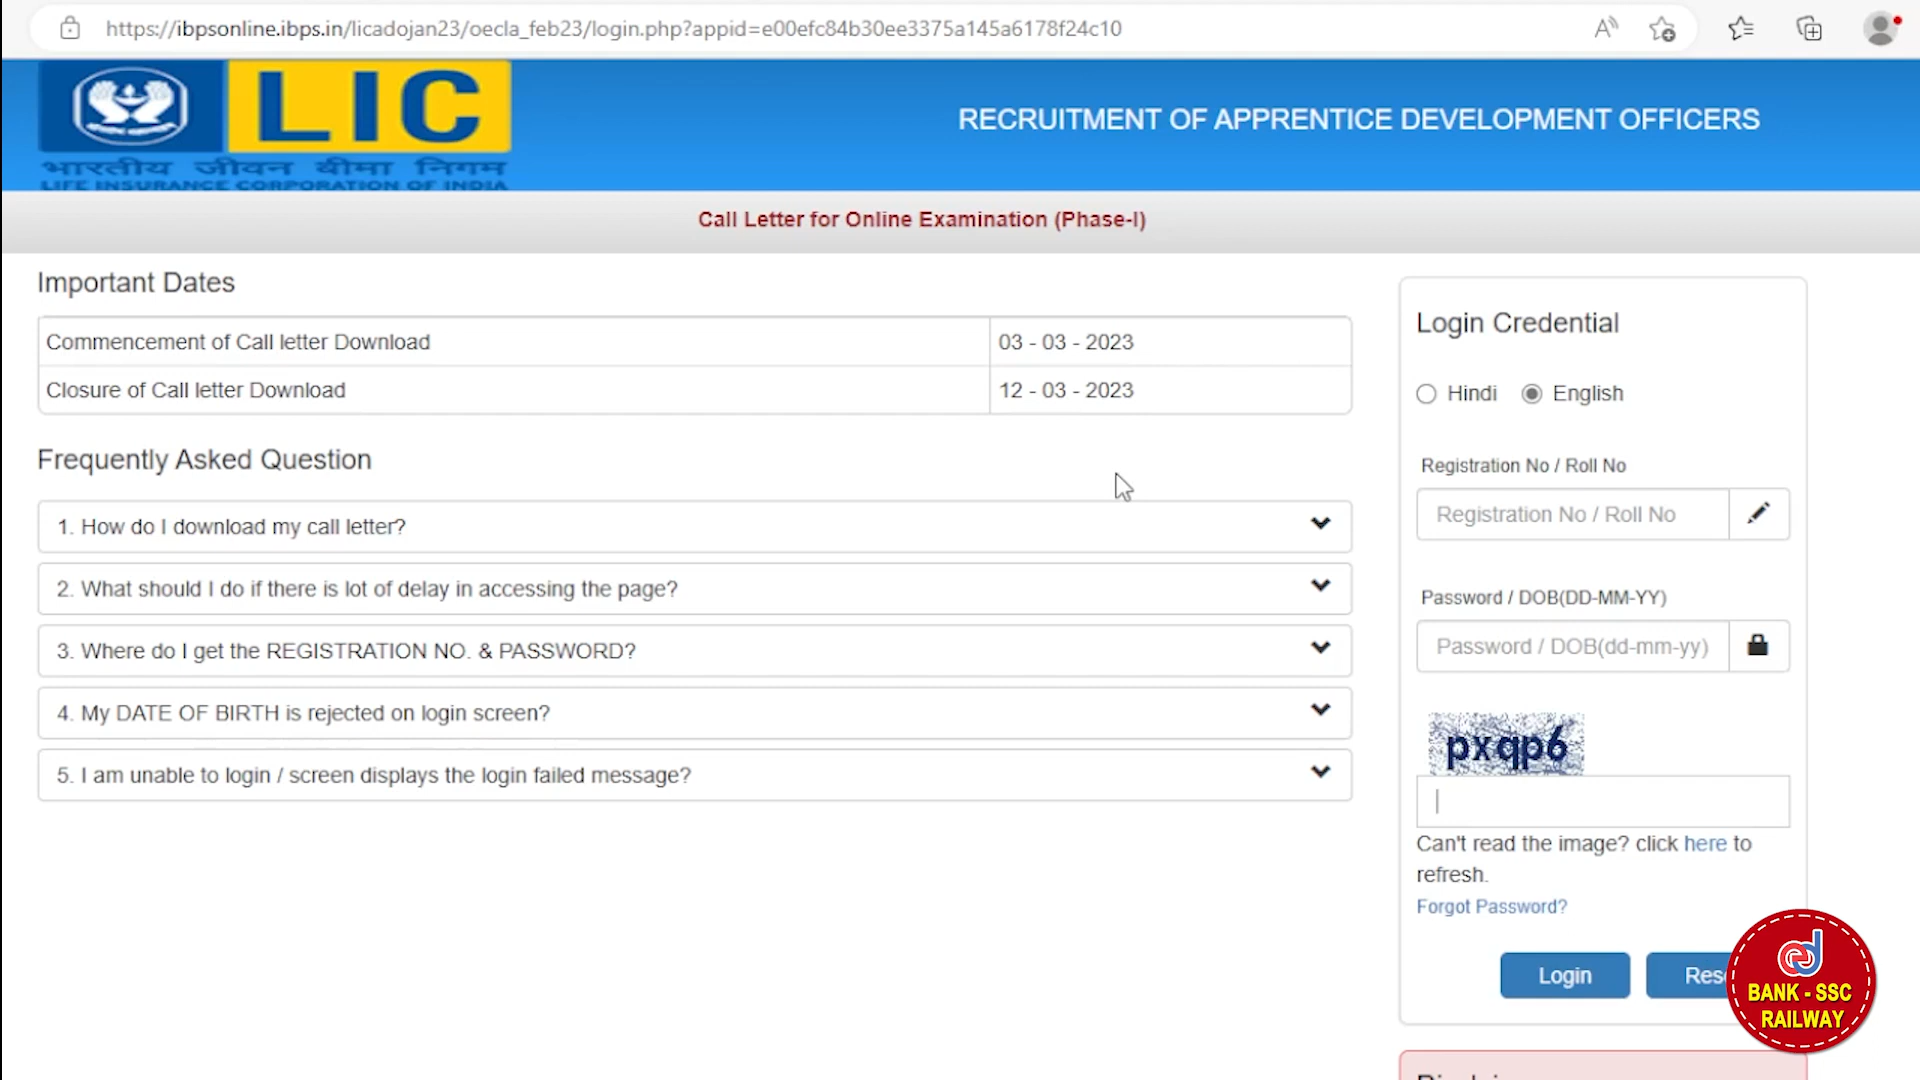 https://ibpsonline.ibps.in/licadojan23/oecla_feb23/login.php?appid=e00efc84b30ee3375a145a6178f24c10
LIC
भारतीय जीवन बीमा निगम
LIFE INSURANCE CORPORATION OF INDIA
RECRUITMENT OF APPRENTICE DEVELOPMENT OFFICERS
Call Letter for Online Examination (Phase-I)
Important Dates
Commencement of Call letter Download 03 - 03 - 2023
Closure of Call letter Download 12 - 03 - 2023
Frequently Asked Question
1. How do I download my call letter?
2. What should I do if there is lot of delay in accessing the page?
3. Where do I get the REGISTRATION NO. & PASSWORD?
4. My DATE OF BIRTH is rejected on login screen?
5. I am unable to login / screen displays the login failed message?
Login Credential
Hindi English
Registration No / Roll No
Registration No / Roll No
Password / DOB(DD-MM-YY)
Password / DOB(dd-mm-yy)
pxqp6
Can't read the image? click here to
refresh.
Forgot Password?
Login
BANK - SSC
RAILWAY